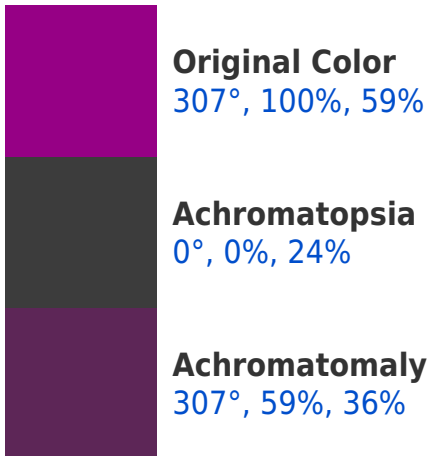 Original Color
307°, 100%, 59%
Achromatopsia
0°, 0%, 24%
Achromatomaly
307°, 59%, 36%